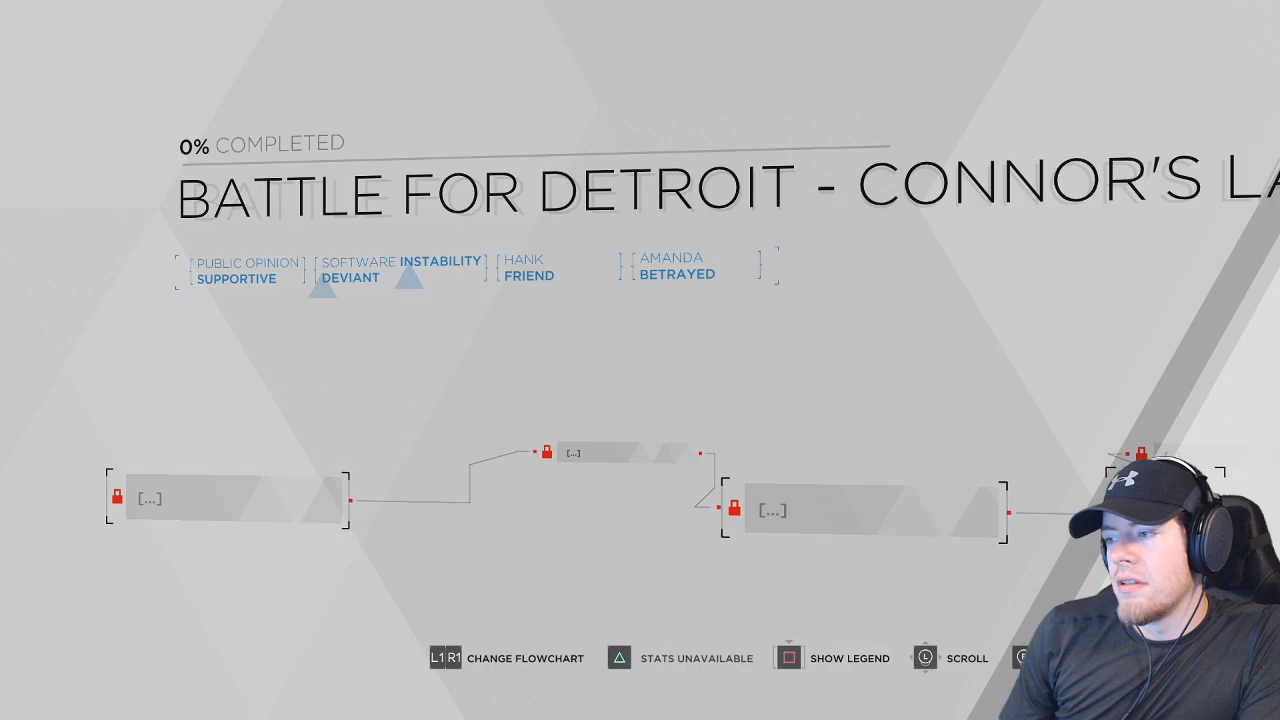 0% COMPLETED
BATTLE FOR DETROIT - CONNOR'S LA
PUBLIC OPINION
SUPPORTIVE
SOFTWARE INSTABILITY
DEVIANT
HANK
FRIEND
AMANDA
BETRAYED
[...]
[...]
[...]
L1 R1 CHANGE FLOWCHART
STATS UNAVAILABLE
SHOW LEGEND
L SCROLL